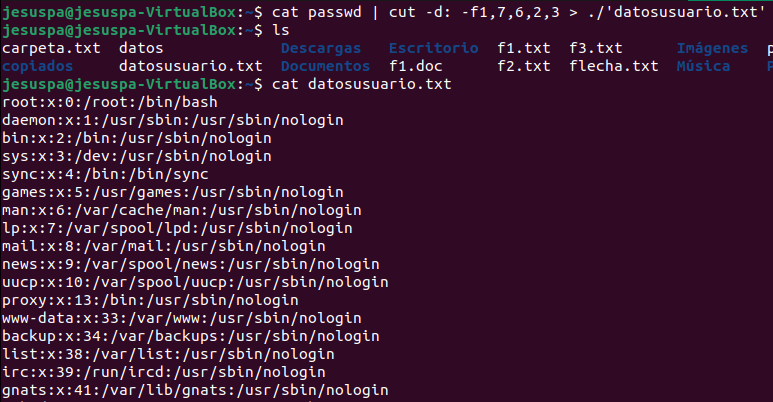 jesuspa@jesuspa-VirtualBox:~$ cat passwd | cut -d: -f1,7,6,2,3 > ./'datosusuario.txt'
jesuspa@jesuspa-VirtualBox:~$ ls
carpeta.txt datos Descargas Escritorio f1.txt f3.txt Imágenes
copiados datosusuario.txt Documentos f1.doc f2.txt flecha.txt Música
jesuspa@jesuspa-VirtualBox:~$ cat datosusuario.txt
root:x:0:/root:/bin/bash
daemon:x:1:/usr/sbin:/usr/sbin/nologin
bin:x:2:/bin:/usr/sbin/nologin
sys:x:3:/dev:/usr/sbin/nologin
sync:x:4:/bin:/bin/sync
games:x:5:/usr/games:/usr/sbin/nologin
man:x:6:/var/cache/man:/usr/sbin/nologin
lp:x:7:/var/spool/lpd:/usr/sbin/nologin
mail:x:8:/var/mail:/usr/sbin/nologin
news:x:9:/var/spool/news:/usr/sbin/nologin
uucp:x:10:/var/spool/uucp:/usr/sbin/nologin
proxy:x:13:/bin:/usr/sbin/nologin
www-data:x:33:/var/www:/usr/sbin/nologin
backup:x:34:/var/backups:/usr/sbin/nologin
list:x:38:/var/list:/usr/sbin/nologin
irc:x:39:/run/ircd:/usr/sbin/nologin
gnats:x:41:/var/lib/gnats:/usr/sbin/nologin